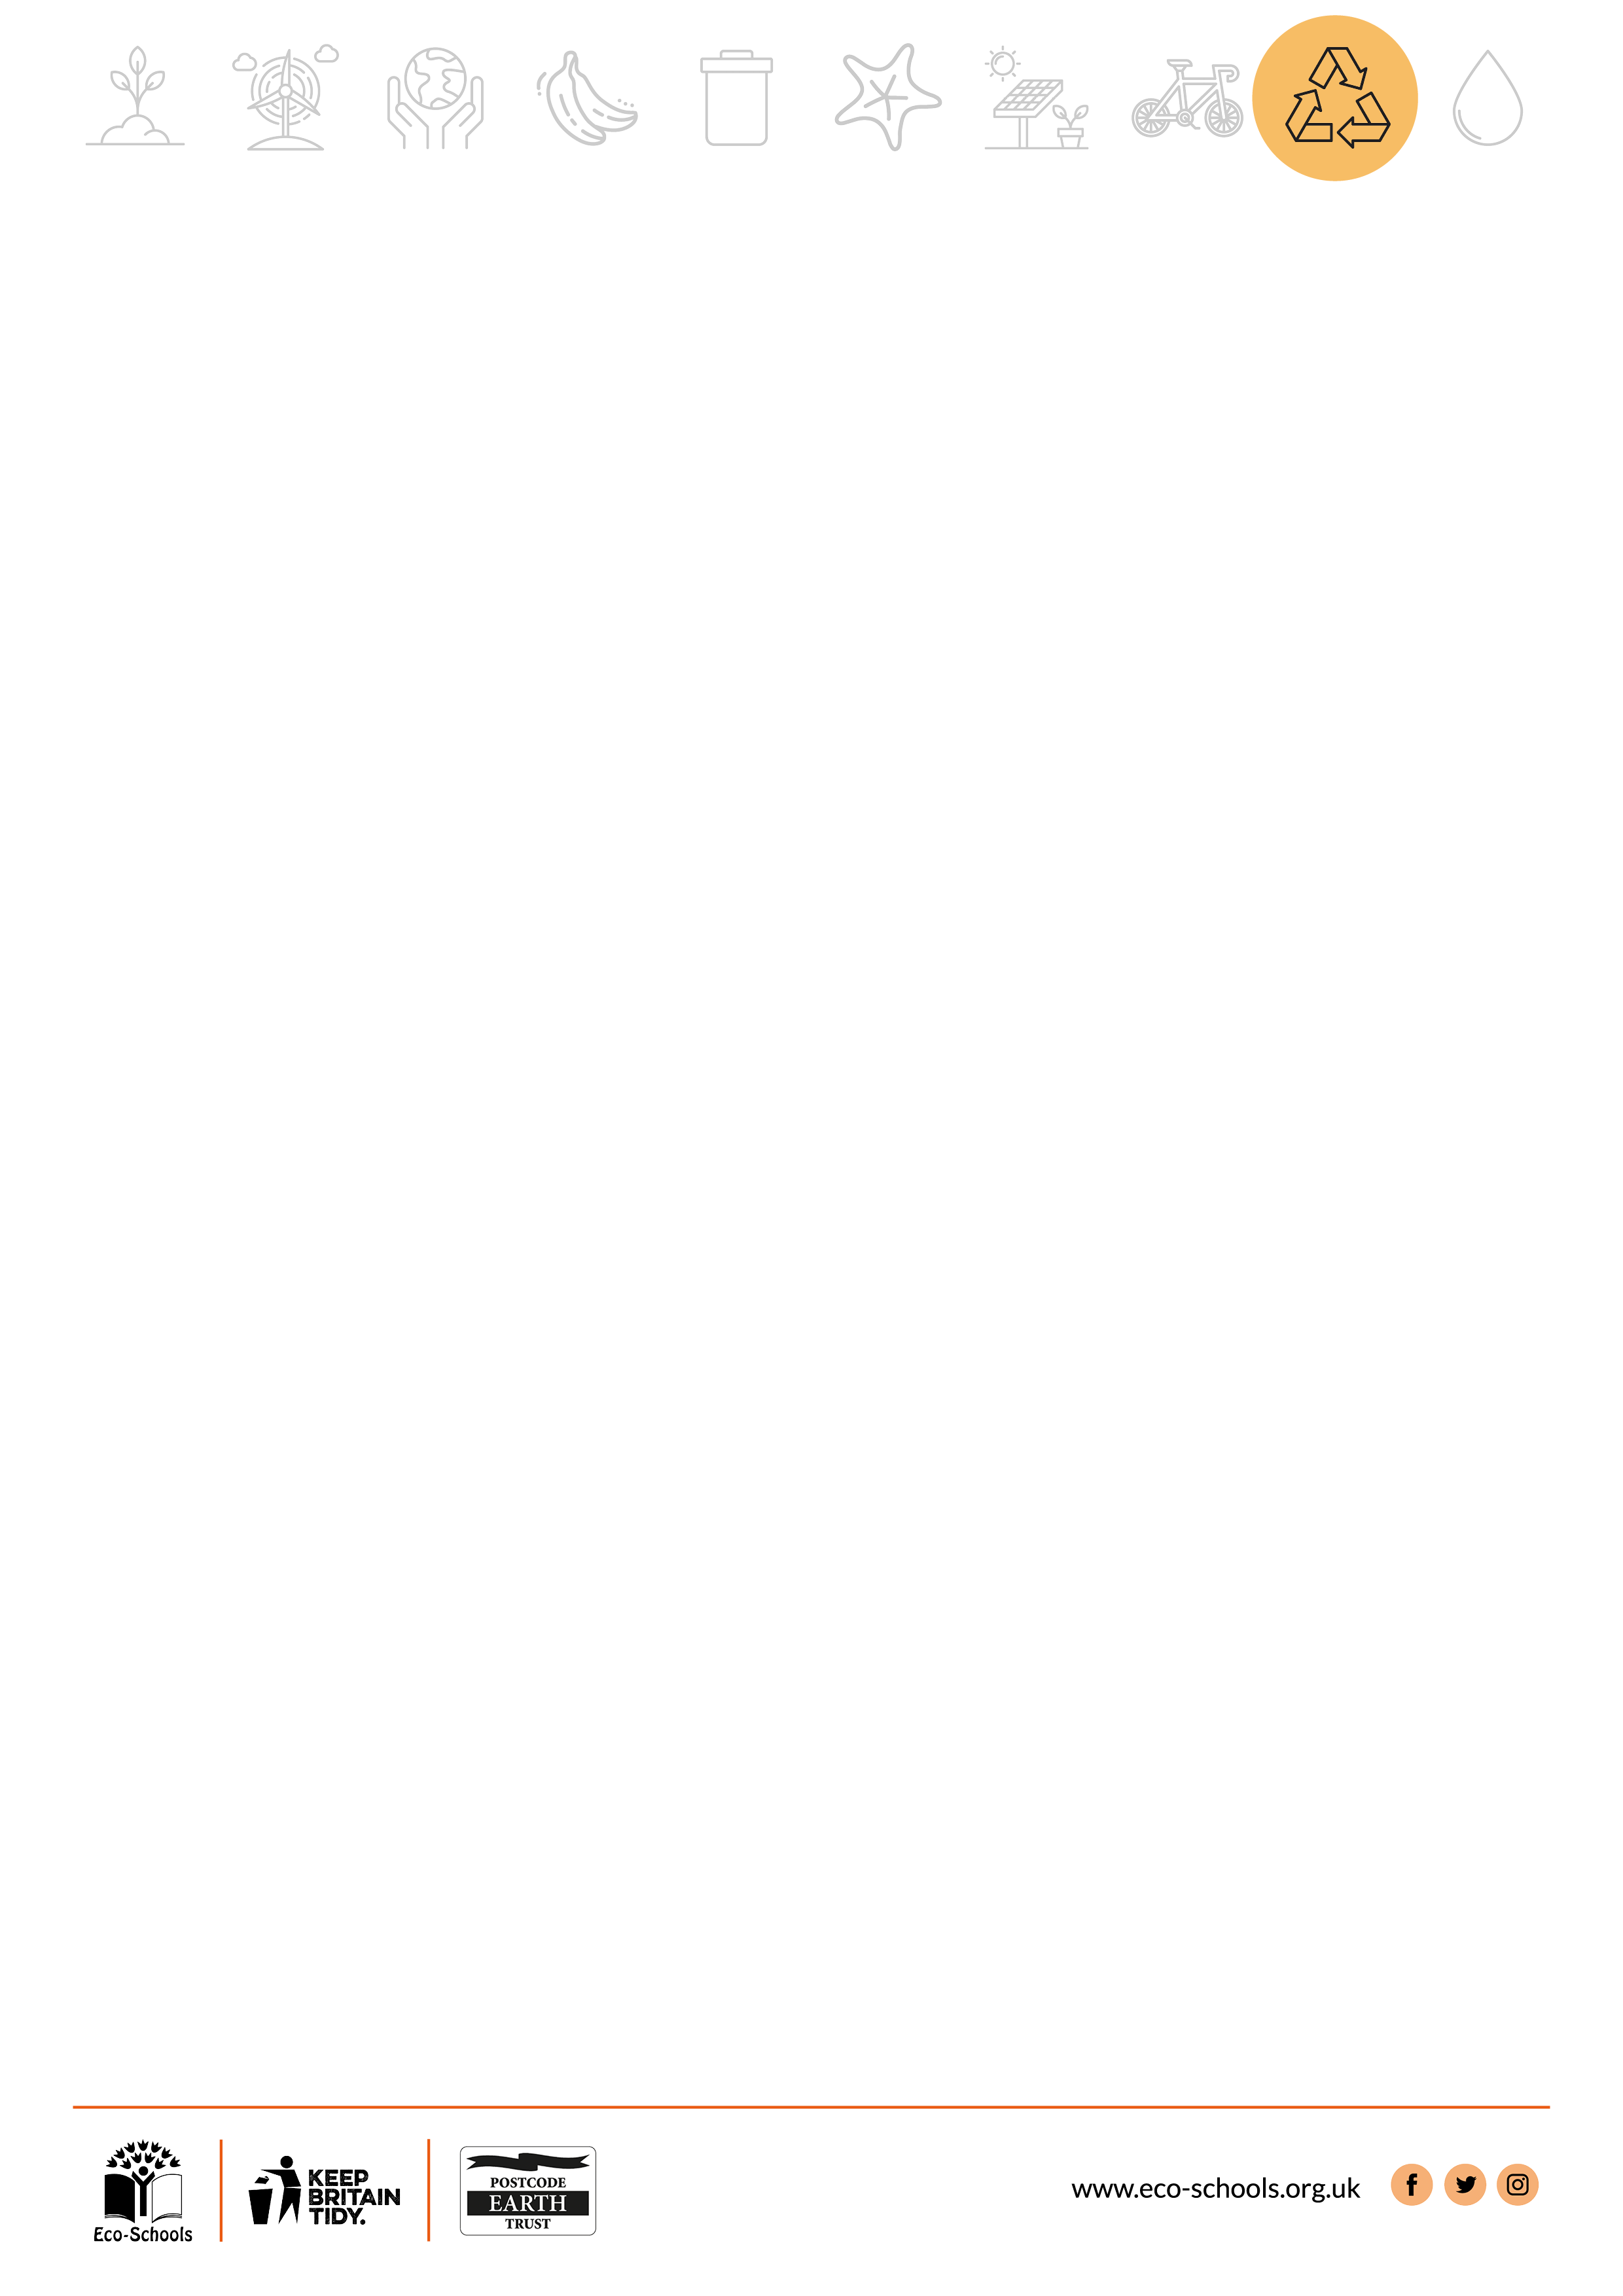 Eco-Schools
KEEP
BRITAIN
TIDY.
POSTCODE
EARTH
TRUST
www.eco-schools.org.uk